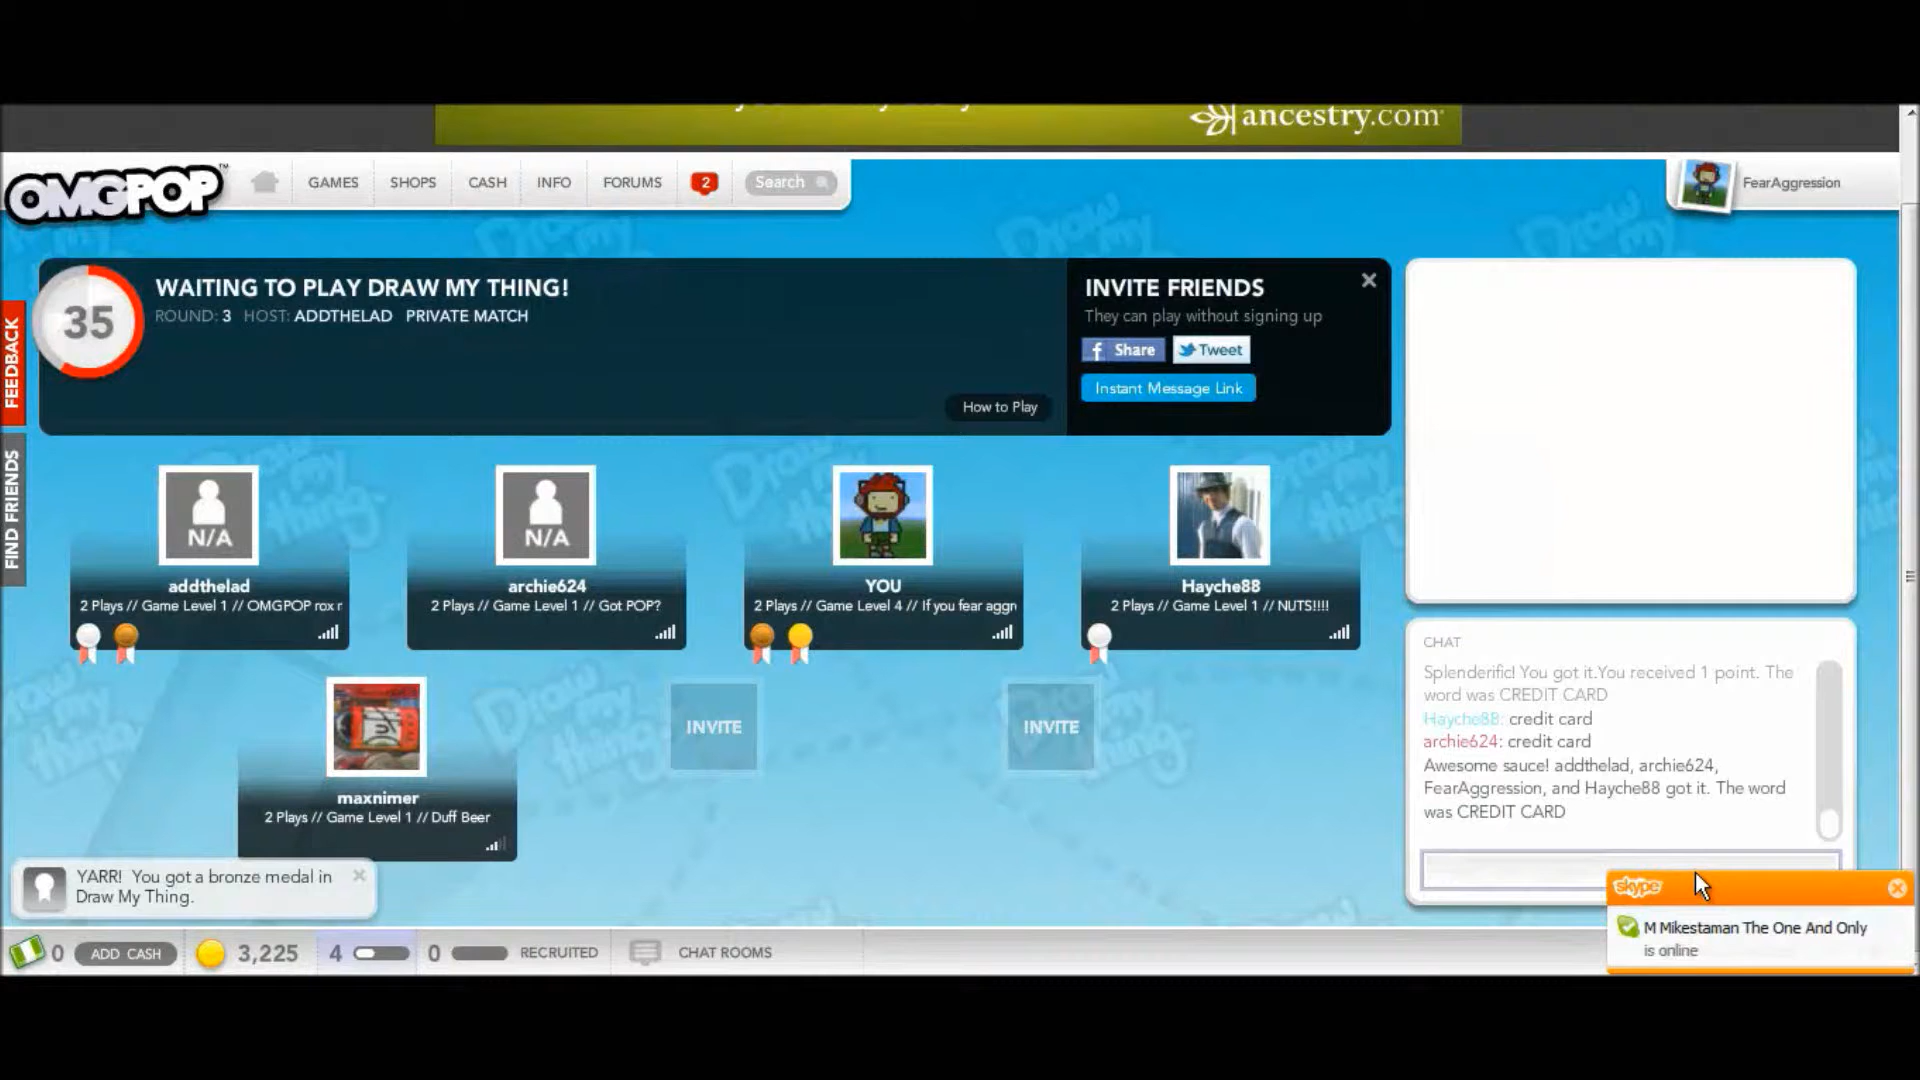 ancestry.com
OMGPOP™
GAMES
SHOPS
CASH
INFO
FORUMS
2
Search
FearAggression
FEEDBACK
FIND FRIENDS
35
WAITING TO PLAY DRAW MY THING!
ROUND: 3 HOST: ADDTHELAD PRIVATE MATCH
How to Play
INVITE FRIENDS
They can play without signing up
f Share
Tweet
Instant Message Link
N/A
addthelad
2 Plays // Game Level 1 // OMGPOP rox r
N/A
archie624
2 Plays // Game Level 1 // Got POP?
YOU
2 Plays // Game Level 4 // If you fear aggr
Hayche88
2 Plays // Game Level 1 // NUTS!!!!
maxnimer
2 Plays // Game Level 1 // Duff Beer
INVITE
INVITE
CHAT
Splenderific! You got it.You received 1 point. The
word was CREDIT CARD
Hayche88: credit card
archie624: credit card
Awesome sauce! addthelad, archie624,
FearAggression, and Hayche88 got it. The word
was CREDIT CARD
YARR! You got a bronze medal in
Draw My Thing.
skype
M Mikestaman The One And Only
is online
0
ADD CASH
3,225
4
0
RECRUITED
CHAT ROOMS